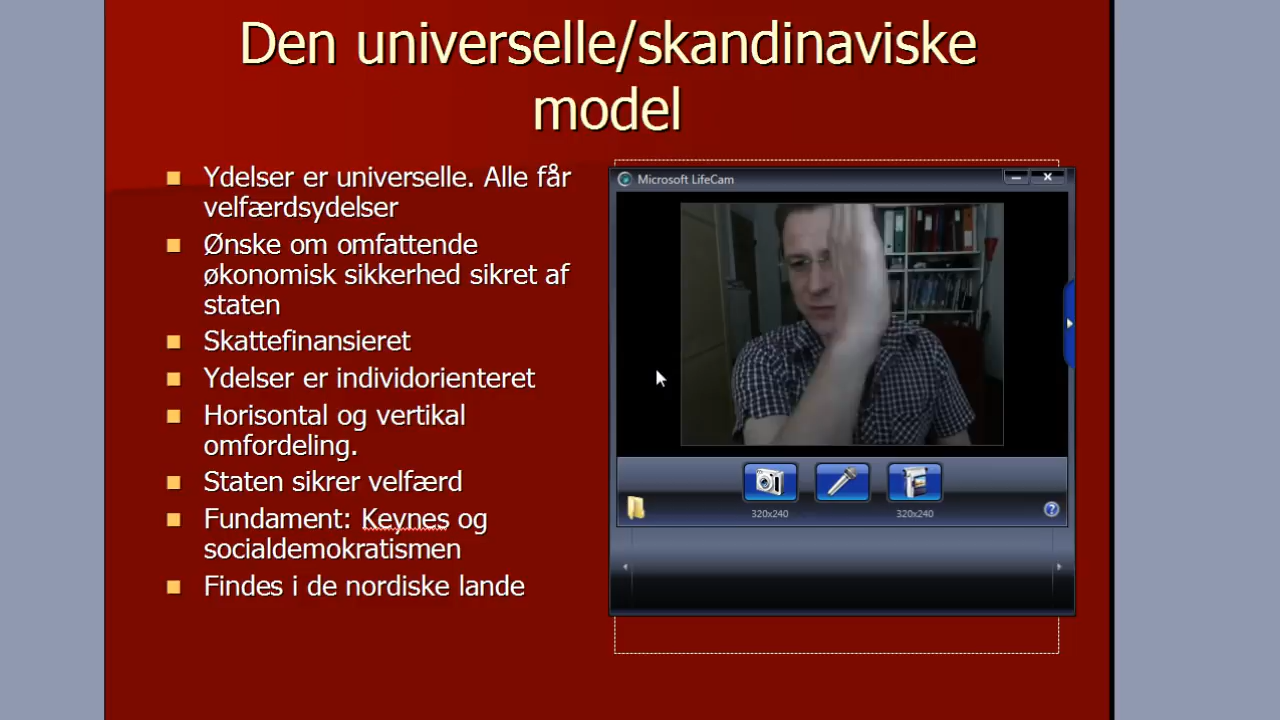 Den universelle/skandinaviske
model
Ydelser er universelle. Alle får
velfærdsydelser
Ønske om omfattende
økonomisk sikkerhed sikret af
staten
Skattefinansieret
Ydelser er individorienteret
Horisontal og vertikal
omfordeling.
Staten sikrer velfærd
Fundament: Keynes og
socialdemokratismen
Findes i de nordiske lande
Microsoft LifeCam
320x240
320x240